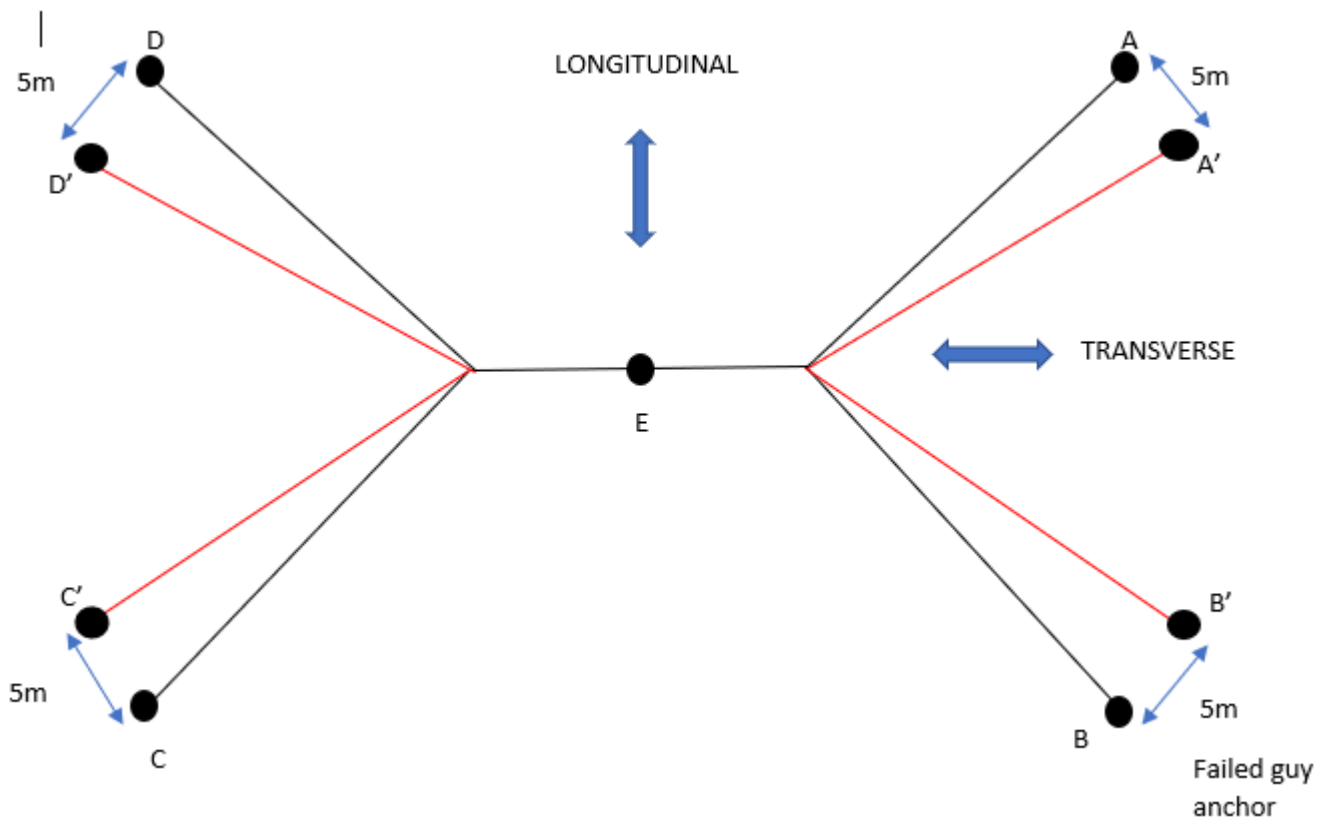 D
A
5m
LONGITUDINAL
5m
D’
A’
TRANSVERSE
E
C’
B’
5m
5m
B
C
Failed guy
anchor